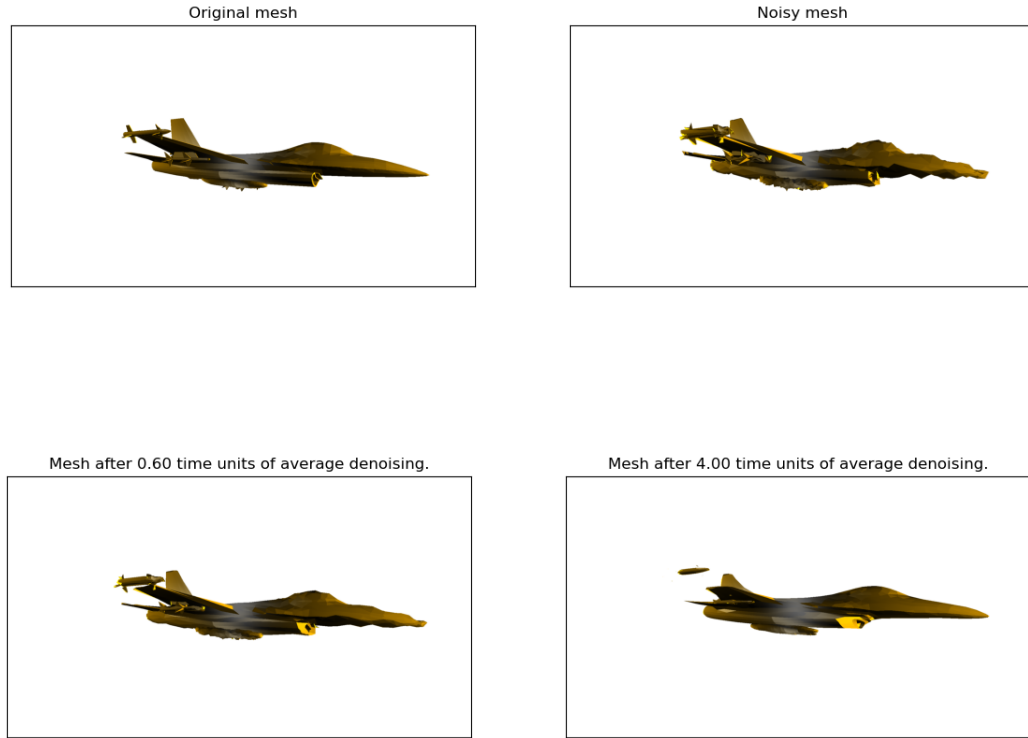 Original mesh
Noisy mesh
Mesh after 0.60 time units of average denoising.
Mesh after 4.00 time units of average denoising.